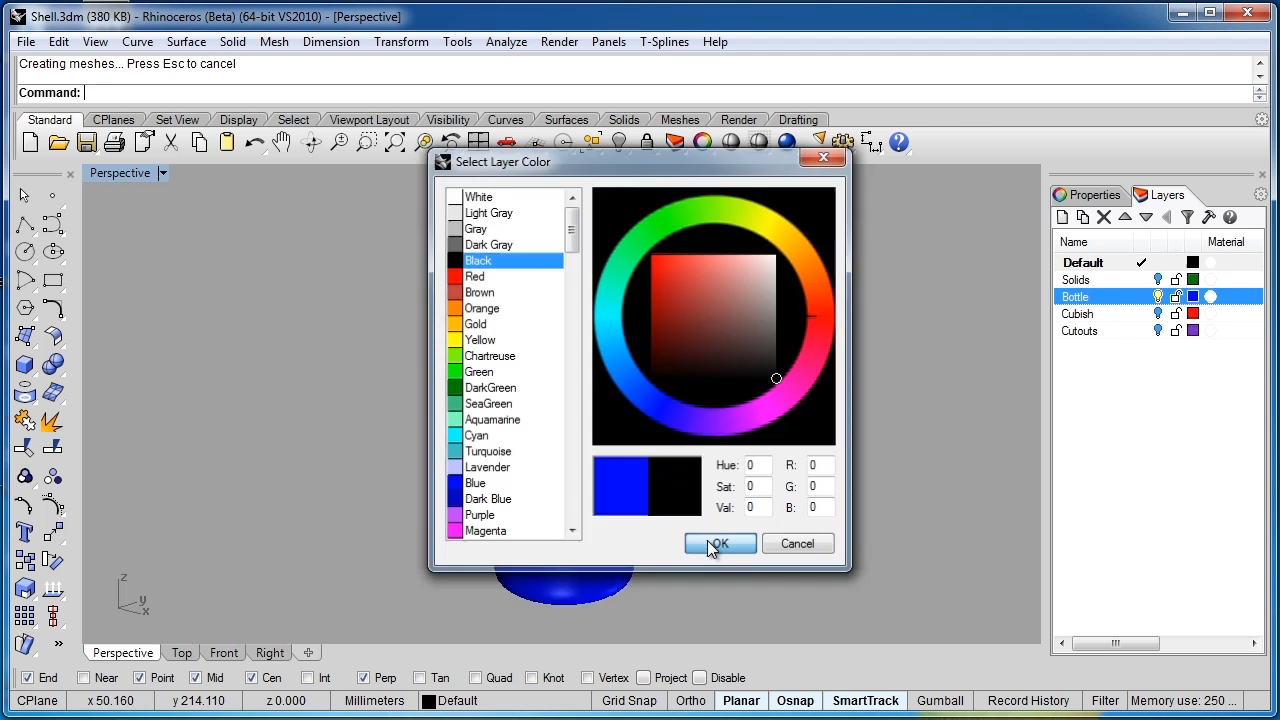 Shell.3dm (380 KB) - Rhinoceros (Beta) (64-bit VS2010) - [Perspective]
File Edit View Curve Surface Solid Mesh Dimension Transform Tools Analyze Render Panels T-Splines Help
Creating meshes... Press Esc to cancel
Command:
Standard CPlanes Set View Display Select Viewport Layout Visibility Curves Surfaces Solids Meshes Render Drafting
Perspective
Select Layer Color
White
Light Gray
Gray
Dark Gray
Black
Red
Brown
Orange
Gold
Yellow
Chartreuse
Green
DarkGreen
SeaGreen
Aquamarine
Cyan
Turquoise
Lavender
Blue
Dark Blue
Purple
Magenta
Hue: 0 R: 0
Sat: 0 G: 0
Val: 0 B: 0
OK Cancel
Properties Layers
Name Material
Default
Solids
Bottle
Cubish
Cutouts
z
y
x
Perspective Top Front Right
End Near Point Mid Cen Int Perp Tan Quad Knot Vertex Project Disable
CPlane x 50.160 y 214.110 z 0.000 Millimeters Default Grid Snap Ortho Planar Osnap SmartTrack Gumball Record History Filter Memory use: 250 ...